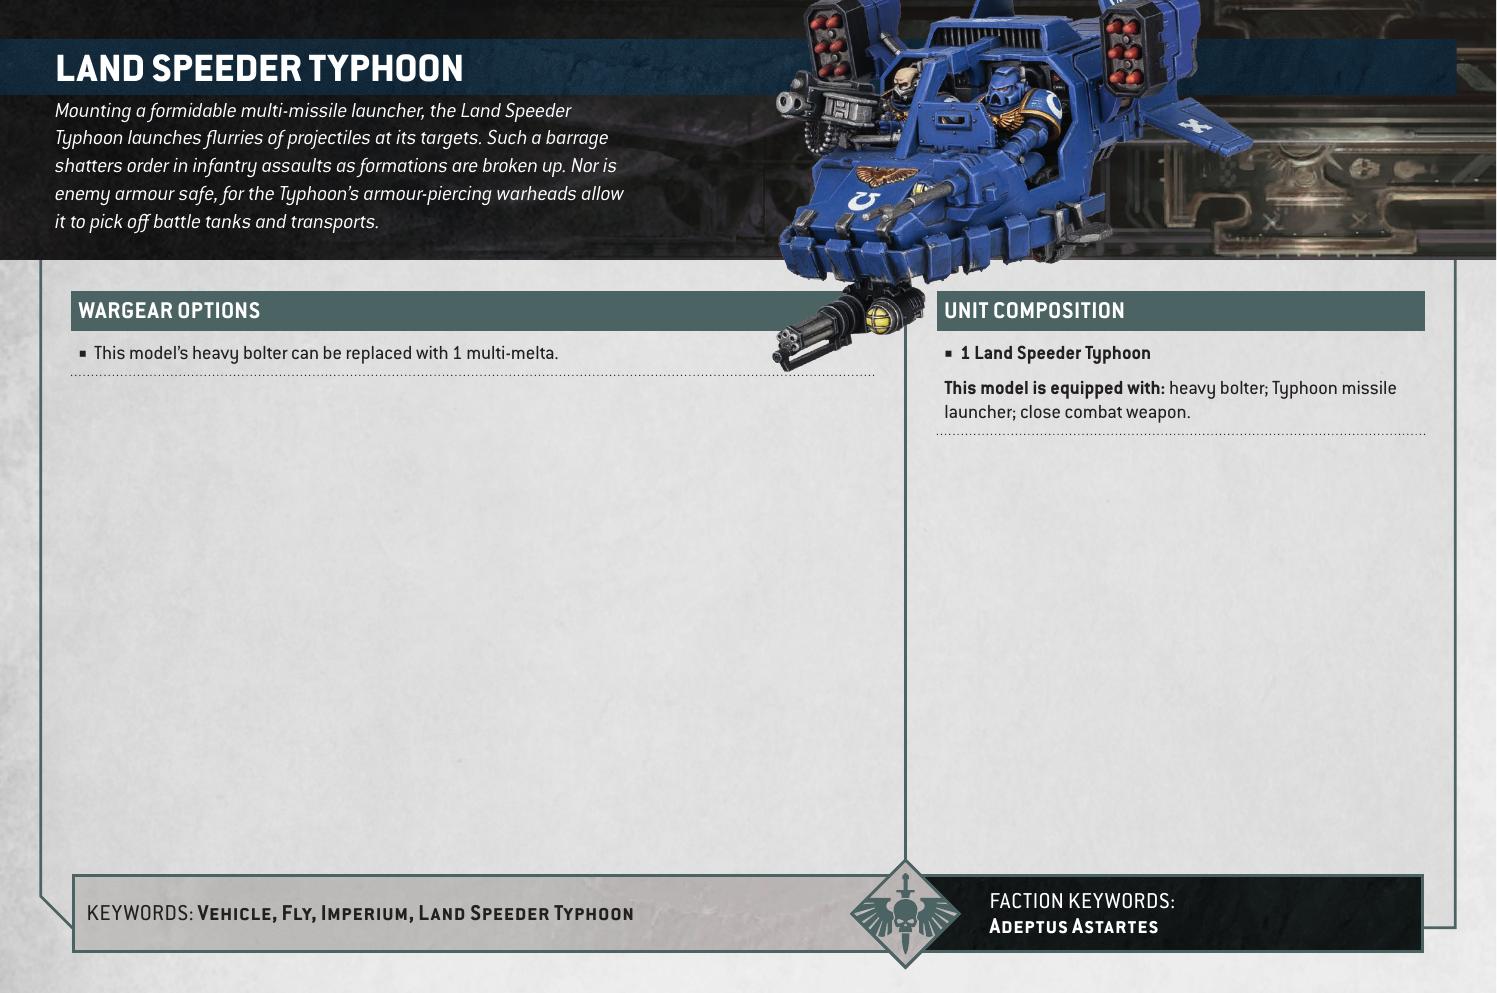 LAND SPEEDER TYPHOON
Mounting a formidable multi-missile launcher, the Land Speeder
Typhoon launches flurries of projectiles at its targets. Such a barrage
shatters order in infantry assaults as formations are broken up. Nor is
enemy armour safe, for the Typhoon’s armour-piercing warheads allow
it to pick off battle tanks and transports.
WARGEAR OPTIONS
▪ This model’s heavy bolter can be replaced with 1 multi-melta.
UNIT COMPOSITION
▪ 1 Land Speeder Typhoon
This model is equipped with: heavy bolter; Typhoon missile
launcher; close combat weapon.
KEYWORDS: Vehicle, Fly, Imperium, Land Speeder Typhoon
FACTION KEYWORDS:
Adeptus Astartes